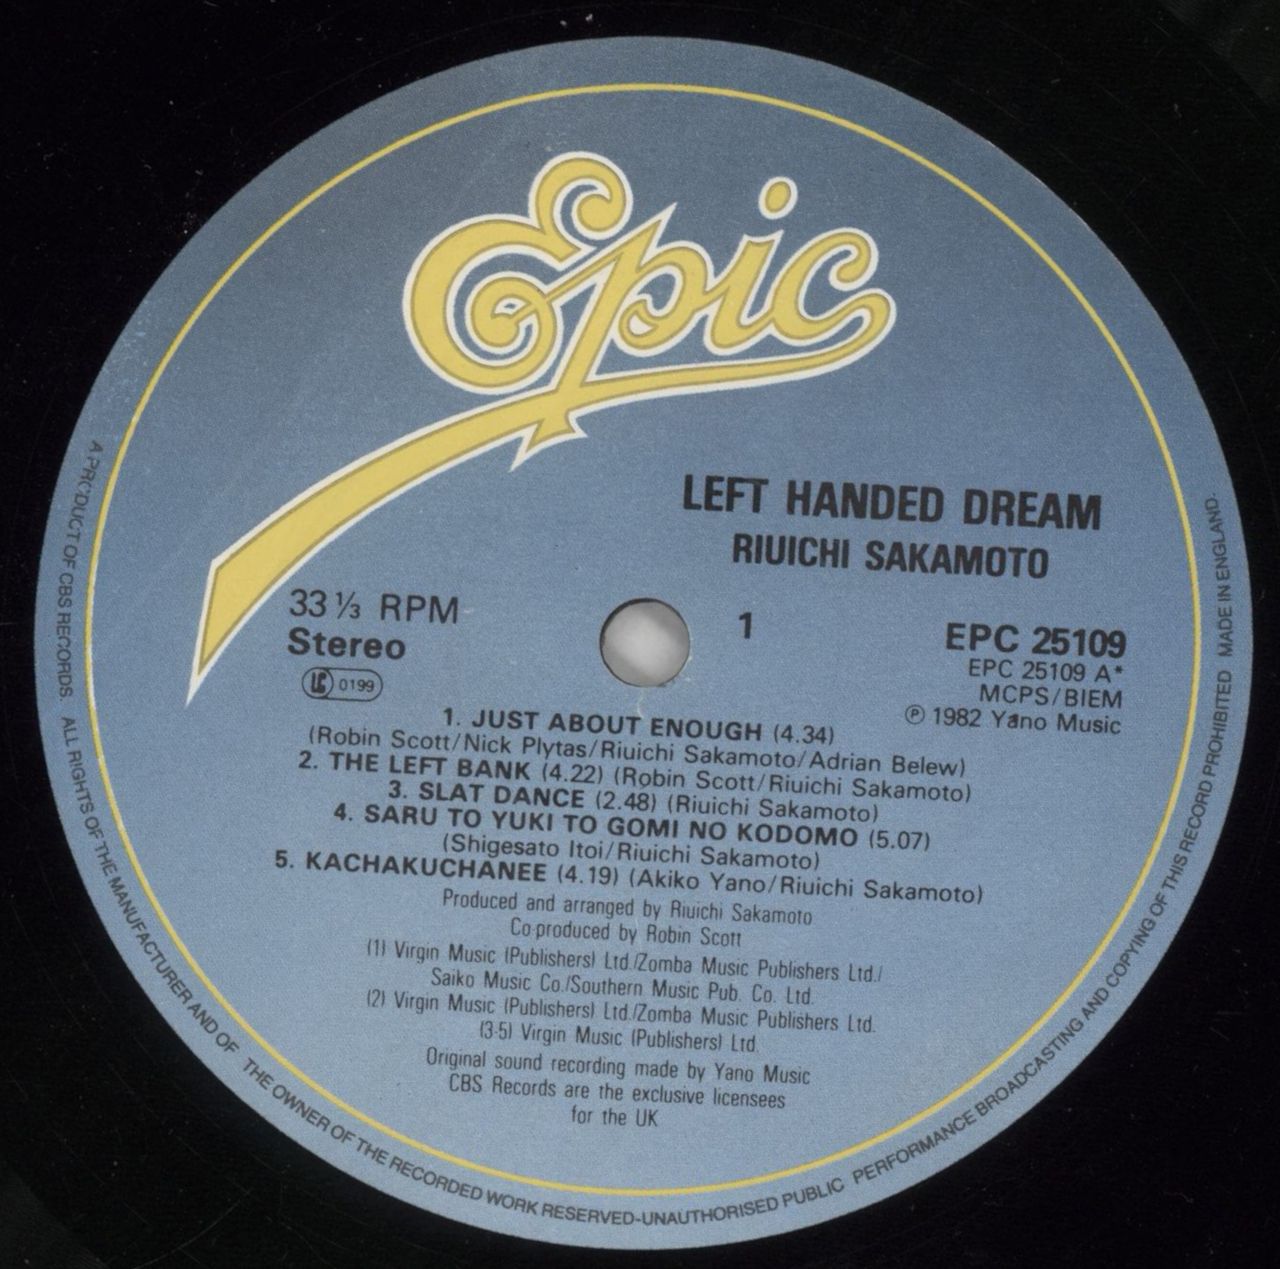 Epic
LEFT HANDED DREAM
RIUICHI SAKAMOTO
33 ⅓ RPM
Stereo
LC 0199
1
EPC 25109
EPC 25109 A*
MCPS/BIEM
℗ 1982 Yano Music
1. JUST ABOUT ENOUGH (4.34)
(Robin Scott/Nick Plytas/Riuichi Sakamoto/Adrian Belew)
2. THE LEFT BANK (4.22) (Robin Scott/Riuichi Sakamoto)
3. SLAT DANCE (2.48) (Riuichi Sakamoto)
4. SARU TO YUKI TO GOMI NO KODOMO (5.07)
(Shigesato Itoi/Riuichi Sakamoto)
5. KACHAKUCHANEE (4.19) (Akiko Yano/Riuichi Sakamoto)
Produced and arranged by Riuichi Sakamoto
Co-produced by Robin Scott
(1) Virgin Music (Publishers) Ltd./Zomba Music Publishers Ltd./
Saiko Music Co./Southern Music Pub. Co. Ltd.
(2) Virgin Music (Publishers) Ltd./Zomba Music Publishers Ltd.
(3-5) Virgin Music (Publishers) Ltd.
Original sound recording made by Yano Music
CBS Records are the exclusive licensees
for the UK
A PRODUCT OF CBS RECORDS. ALL RIGHTS OF THE MANUFACTURER AND OF THE OWNER OF THE RECORDED WORK RESERVED-UNAUTHORISED PUBLIC PERFORMANCE BROADCASTING AND COPYING OF THIS RECORD PROHIBITED MADE IN ENGLAND.